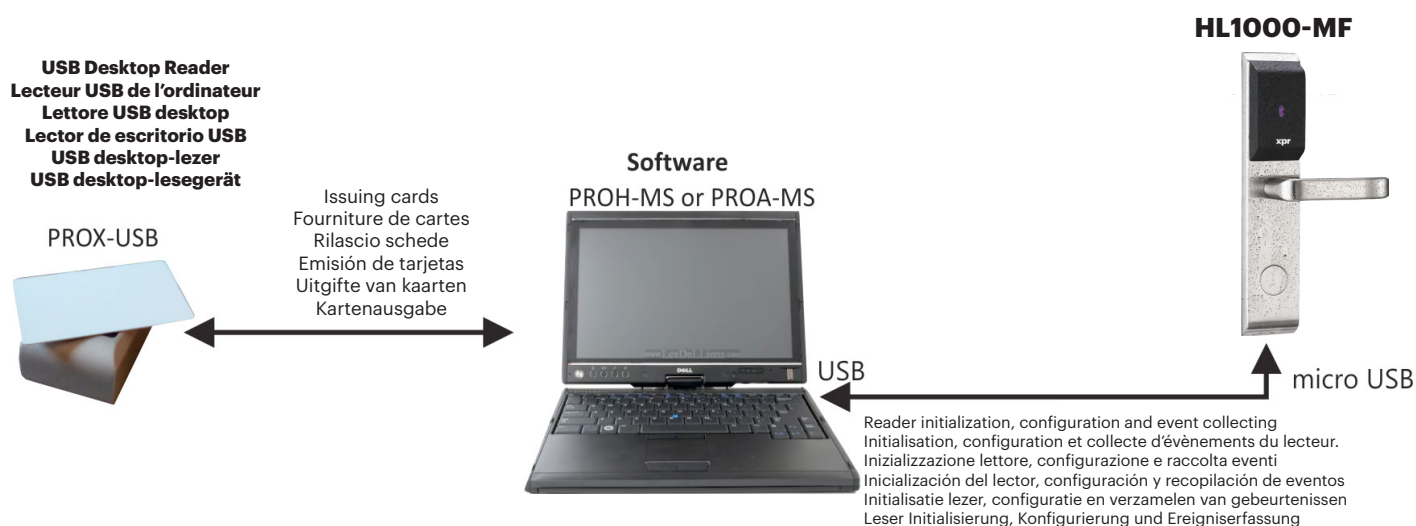 HL1000-MF
USB Desktop Reader
Lecteur USB de l’ordinateur
Lettore USB desktop
Lector de escritorio USB
USB desktop-lezer
USB desktop-lesegerät
PROX-USB
Issuing cards
Fourniture de cartes
Rilascio schede
Emisión de tarjetas
Uitgifte van kaarten
Kartenausgabe
Software
PROH-MS or PROA-MS
DELL
xpr
USB
micro USB
Reader initialization, configuration and event collecting
Initialisation, configuration et collecte d’évènements du lecteur.
Inizializzazione lettore, configurazione e raccolta eventi
Inicialización del lector, configuración y recopilación de eventos
Initialisatie lezer, configuratie en verzamelen van gebeurtenissen
Leser Initialisierung, Konfigurierung und Ereigniserfassung